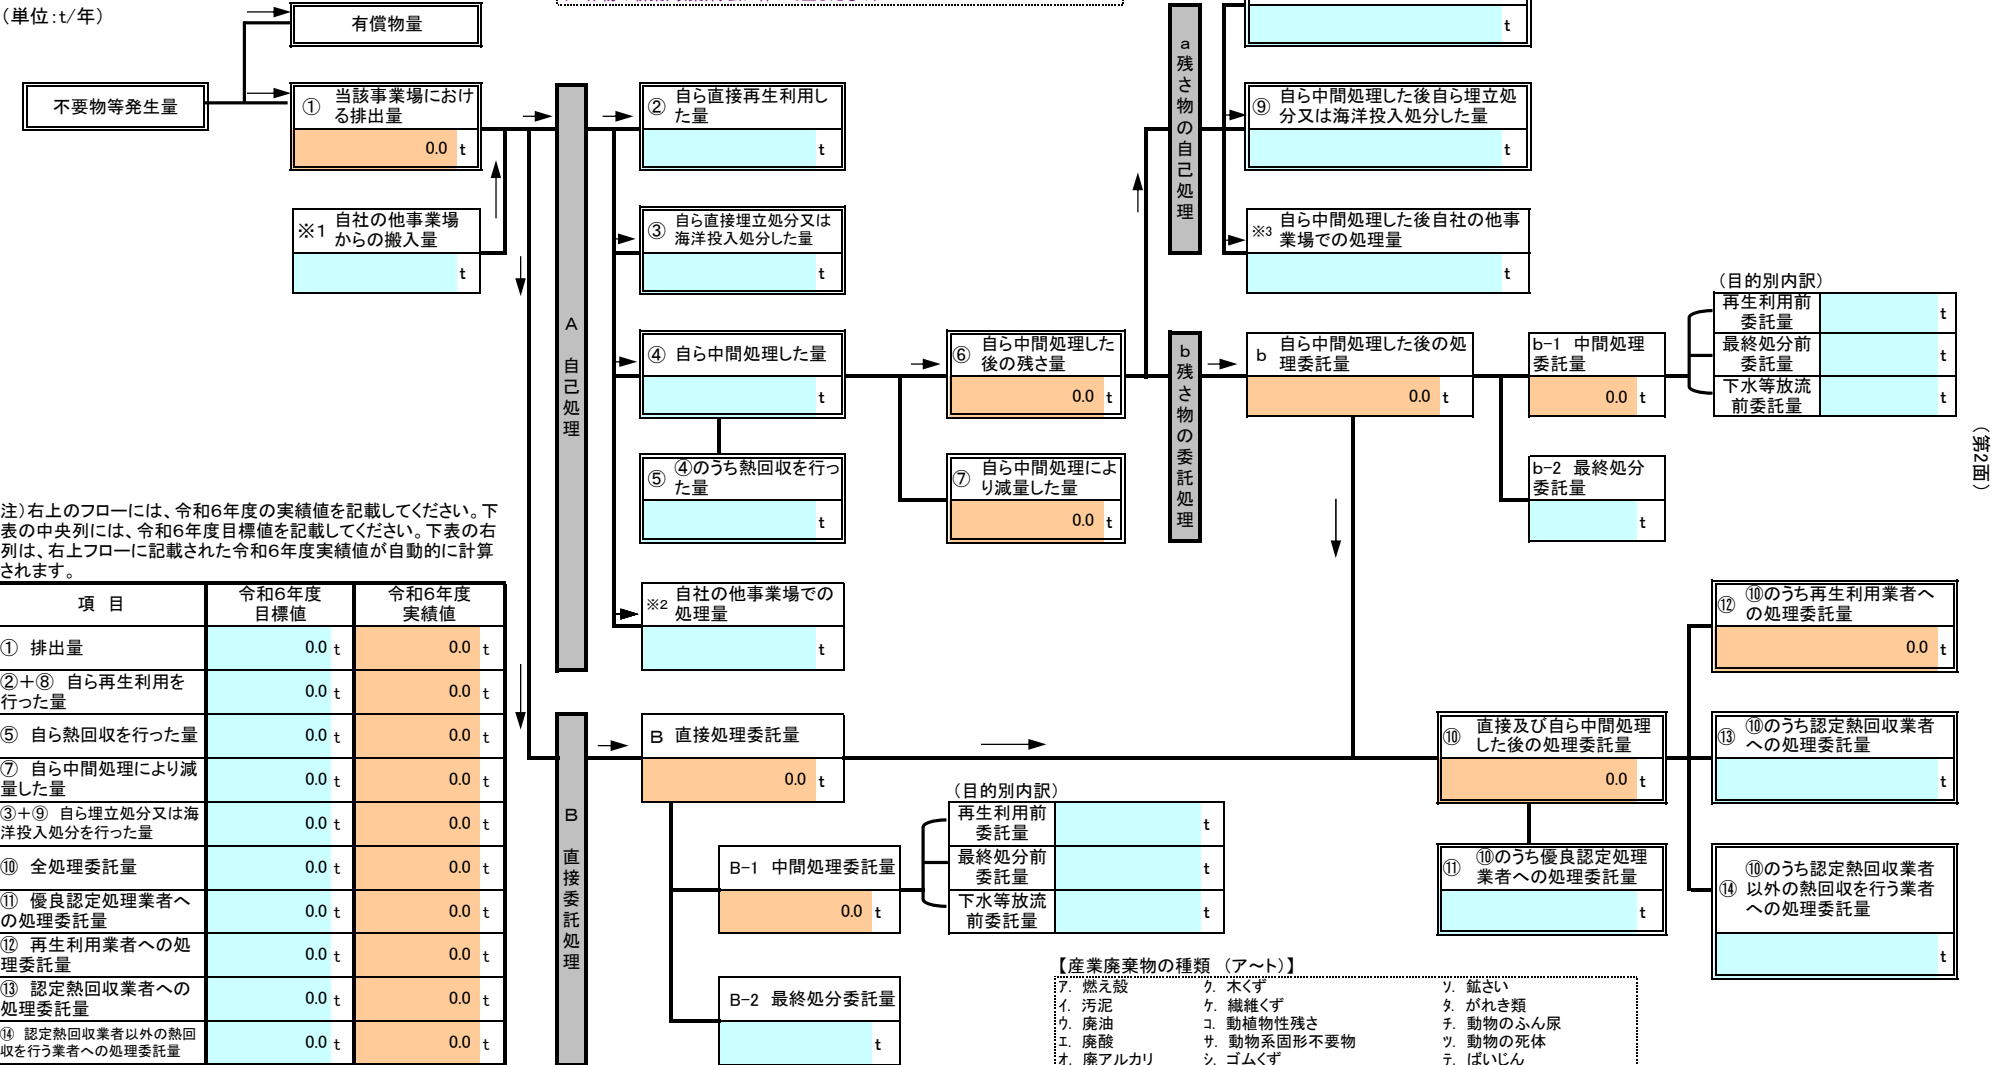 （単位：t/年）
有償物量
不要物等発生量
① 当該事業場におけ
る排出量
0.0 t
※1 自社の他事業場
からの搬入量
t
A 自己処理
② 自ら直接再生利用し
た量
t
③ 自ら直接埋立処分又は
海洋投入処分した量
t
④ 自ら中間処理した量
t
⑤ ④のうち熱回収を行っ
た量
t
※2 自社の他事業場での
処理量
t
⑥ 自ら中間処理した
後の残さ量
0.0 t
⑦ 自ら中間処理によ
り減量した量
0.0 t
a 残さ物の自己処理
t
⑨ 自ら中間処理した後自ら埋立処
分又は海洋投入処分した量
t
※3 自ら中間処理した後自社の他事
業場での処理量
t
b 残さ物の委託処理
b 自ら中間処理した後の処
理委託量
0.0 t
b-1 中間処理
委託量
0.0 t
b-2 最終処分
委託量
t
（目的別内訳）
再生利用前
委託量
t
最終処分前
委託量
t
下水等放流
前委託量
t
（第2面）
注）右上のフローには、令和6年度の実績値を記載してください。下
表の中央列には、令和6年度目標値を記載してください。下表の右
列は、右上フローに記載された令和6年度実績値が自動的に計算
されます。
項 目 令和6年度
目標値 令和6年度
実績値
① 排出量 0.0 t 0.0 t
②＋⑧ 自ら再生利用を
行った量 0.0 t 0.0 t
⑤ 自ら熱回収を行った量 0.0 t 0.0 t
⑦ 自ら中間処理により減
量した量 0.0 t 0.0 t
③＋⑨ 自ら埋立処分又は海
洋投入処分を行った量 0.0 t 0.0 t
⑩ 全処理委託量 0.0 t 0.0 t
⑪ 優良認定処理業者へ
の処理委託量 0.0 t 0.0 t
⑫ 再生利用業者への処
理委託量 0.0 t 0.0 t
⑬ 認定熱回収業者への
処理委託量 0.0 t 0.0 t
⑭ 認定熱回収業者以外の熱回
収を行う業者への処理委託量 0.0 t 0.0 t
B 直接委託処理
B 直接処理委託量
0.0 t
B-1 中間処理委託量
0.0 t
B-2 最終処分委託量
t
（目的別内訳）
再生利用前
委託量
t
最終処分前
委託量
t
下水等放流
前委託量
t
⑩ 直接及び自ら中間処理
した後の処理委託量
0.0 t
⑪ ⑩のうち優良認定処理
業者への処理委託量
t
⑫ ⑩のうち再生利用業者へ
の処理委託量
0.0 t
⑬ ⑩のうち認定熱回収業者
への処理委託量
t
⑭ ⑩のうち認定熱回収業者
以外の熱回収を行う業者
への処理委託量
t
【産業廃棄物の種類 （ア～ト）】
ア. 燃え殻 ク. 木くず ソ. 鉱さい
イ. 汚泥 ケ. 繊維くず タ. がれき類
ウ. 廃油 コ. 動植物性残さ チ. 動物のふん尿
エ. 廃酸 サ. 動物系固形不要物 ツ. 動物の死体
オ. 廃アルカリ シ. ゴムくず テ. ばいじん